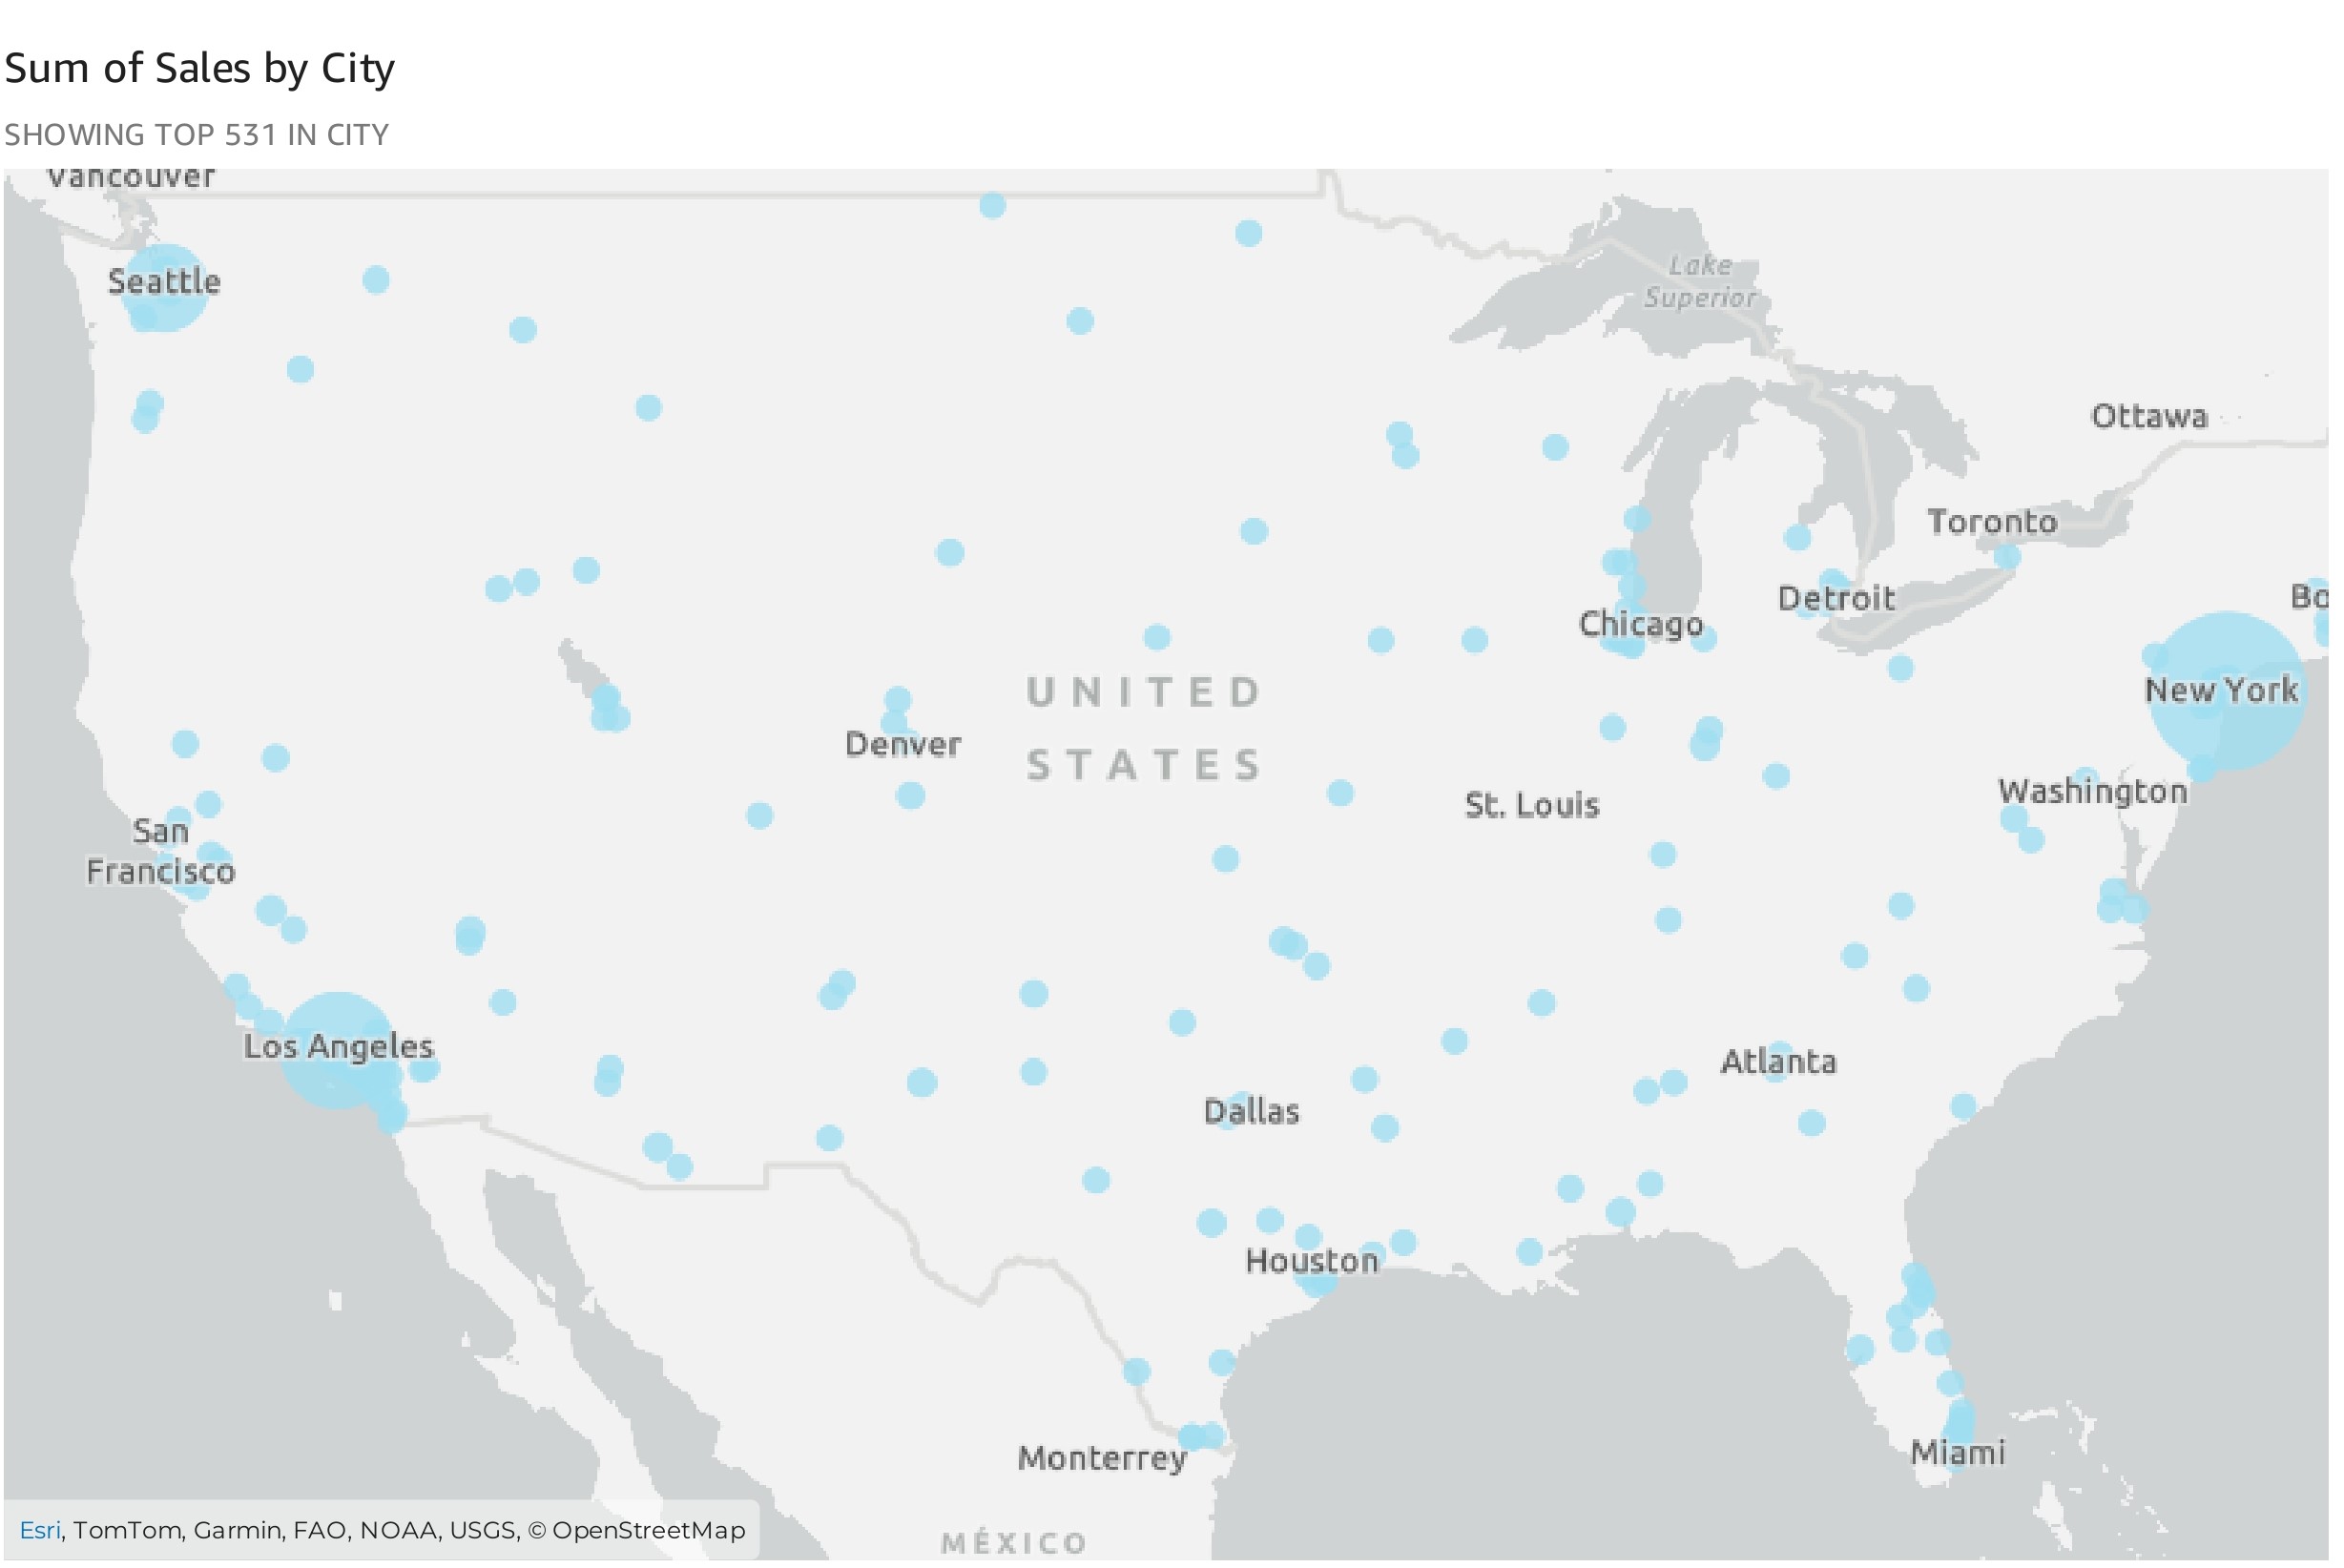 Sum of Sales by City
SHOWING TOP 531 IN CITY
Vancouver
Seattle
Lake
Superior
Ottawa
Toronto
Detroit
Chicago
Bo
New York
UNITED
STATES
Denver
Washington
St. Louis
San
Francisco
Los Angeles
Atlanta
Dallas
Houston
Miami
Monterrey
MÉXICO
Esri, TomTom, Garmin, FAO, NOAA, USGS, © OpenStreetMap